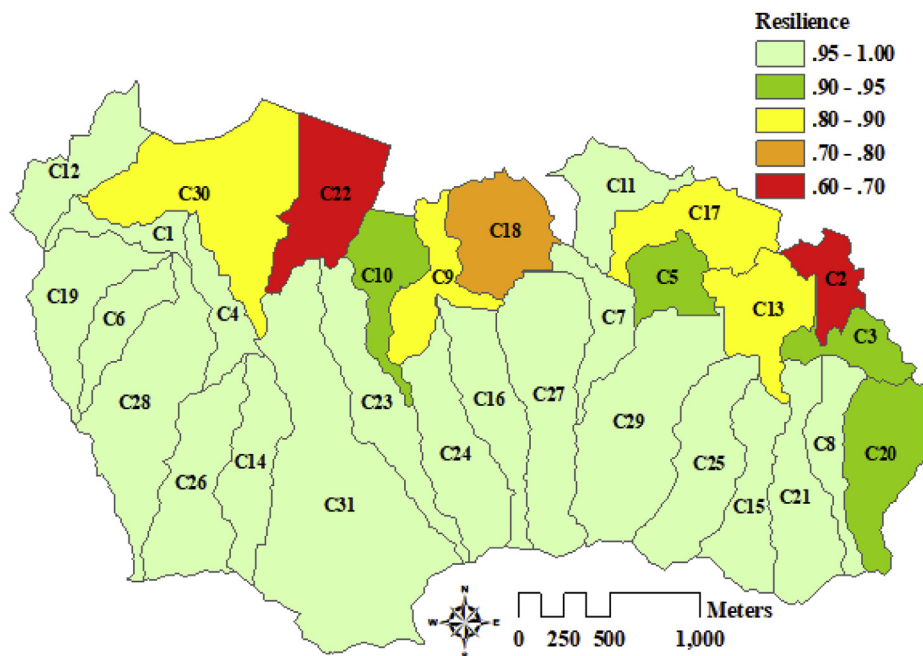 Resilience
.95 - 1.00
.90 - .95
.80 - .90
.70 - .80
.60 - .70
C12
C30
C22
C11
C18
C17
C1
C10
C9
C5
C2
C19
C6
C4
C7
C13
C3
C28
C23
C16
C27
C29
C24
C25
C8
C20
C26
C14
C31
C15
C21
N
W E
S
Meters
0 250 500 1,000